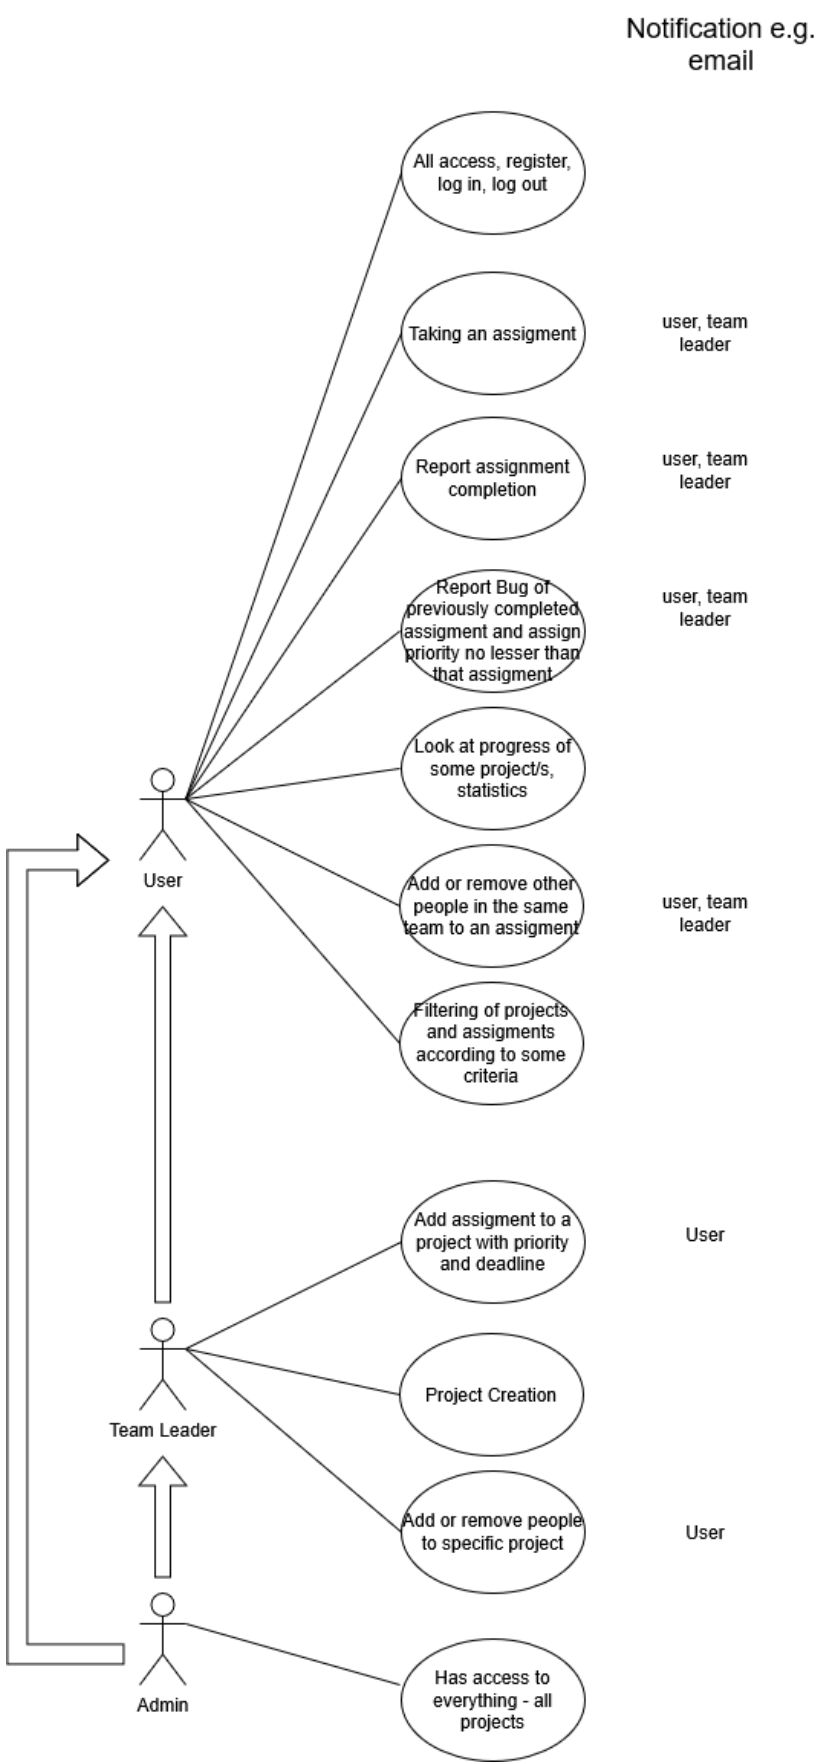 Notification e.g.
email
All access, register,
log in, log out
Taking an assigment
user, team
leader
Report assignment
completion
user, team
leader
Report Bug of
previously completed
assigment and assign
priority no lesser than
that assigment
user, team
leader
Look at progress of
some project/s,
statistics
User
Add or remove other
people in the same
team to an assigment
user, team
leader
Filtering of projects
and assigments
according to some
criteria
Add assigment to a
project with priority
and deadline
User
Team Leader
Project Creation
Add or remove people
to specific project
User
Admin
Has access to
everything - all
projects